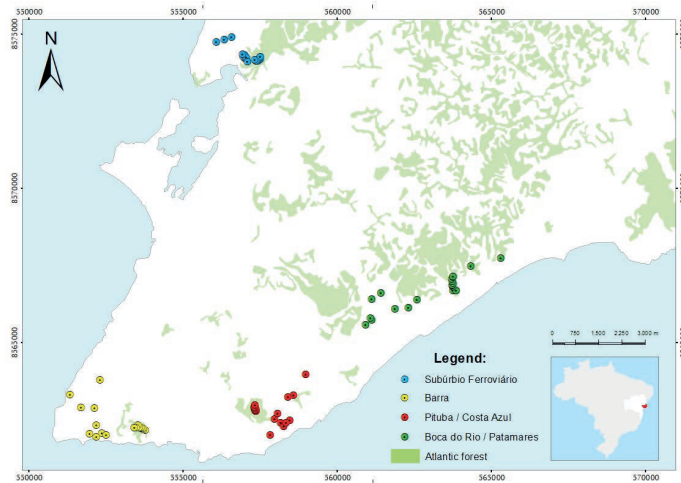 550000 555000 560000 565000 570000
8375000
N
8370000
8365000
0 750 1,500 2,250 3,000 m
Legend:
Subúrbio Ferroviário
Barra
Pituba / Costa Azul
Boca do Rio / Patamares
Atlantic forest
550000 555000 560000 565000 570000